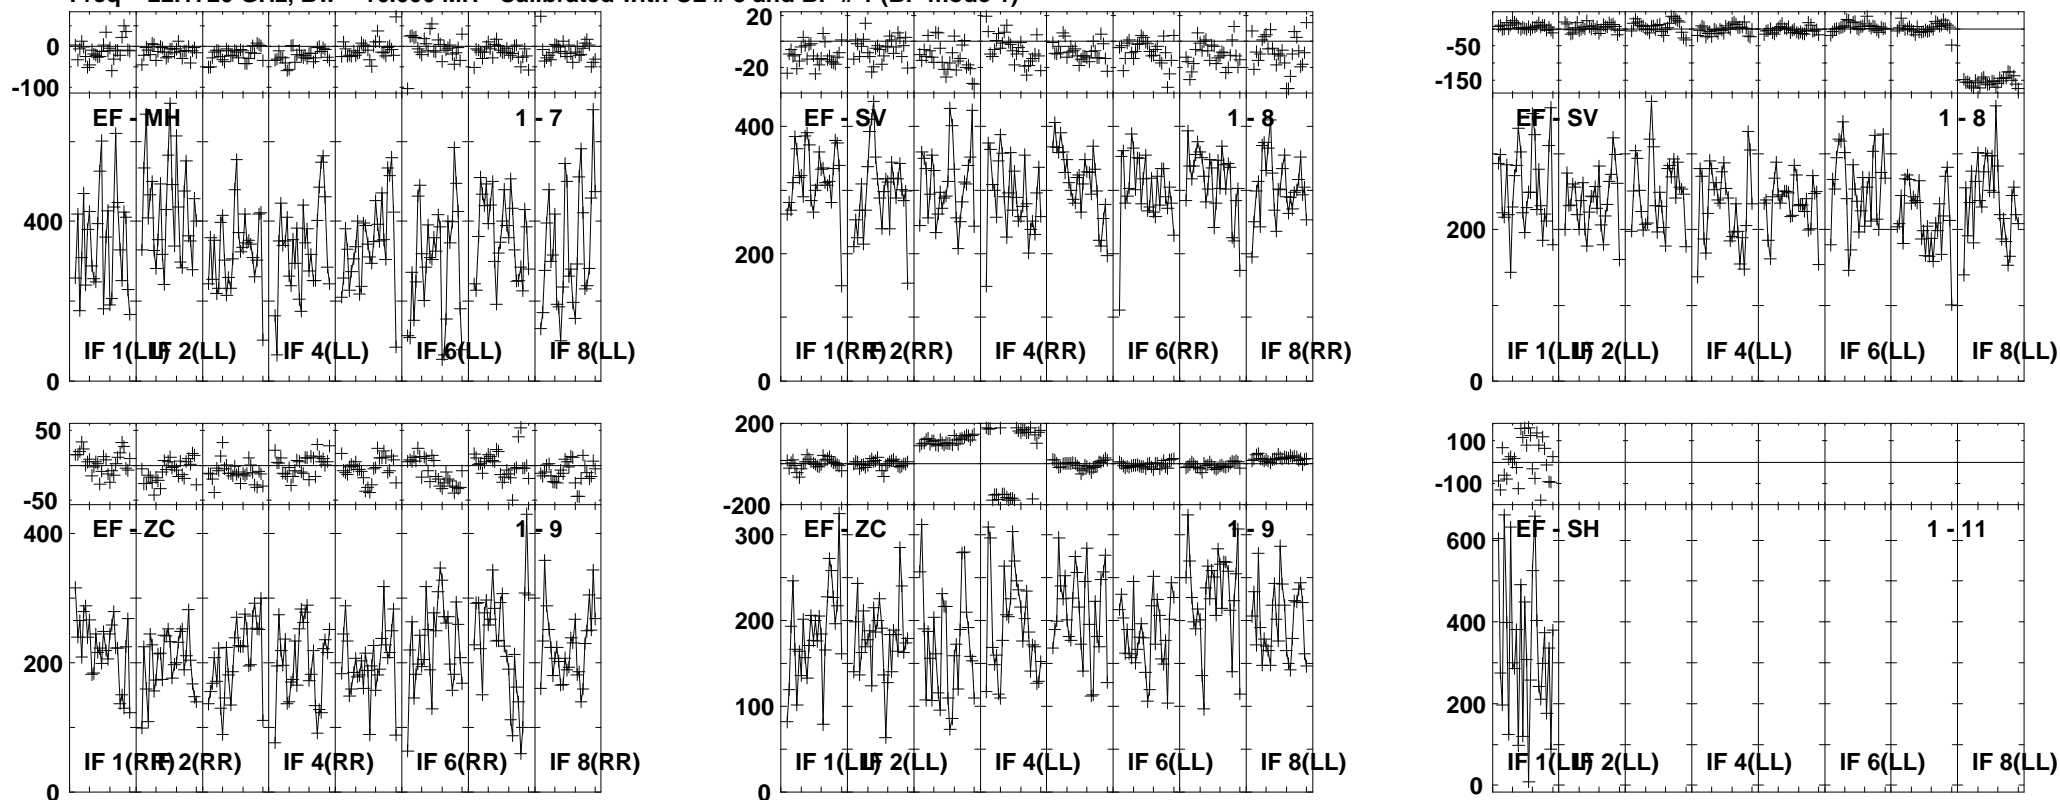 20
0
0
-50
-20
-100
-150
EF - MH
1 - 7
EF - SV
1 - 8
EF - SV
1 - 8
400
400
200
200
IF 1(LL)
IF 2(LL)
IF 4(LL)
IF 6(LL)
IF 8(LL)
IF 1(RR)
IF 2(RR)
IF 4(RR)
IF 6(RR)
IF 8(RR)
IF 1(LL)
IF 2(LL)
IF 4(LL)
IF 6(LL)
IF 8(LL)
0
0
0
50
200
100
-100
-50
-200
EF - ZC
1 - 9
EF - ZC
1 - 9
EF - SH
1 - 11
400
300
600
200
200
400
100
200
IF 1(RR)
IF 2(RR)
IF 4(RR)
IF 6(RR)
IF 8(RR)
IF 1(LL)
IF 2(LL)
IF 4(LL)
IF 6(LL)
IF 8(LL)
IF 1(LL)
IF 2(LL)
IF 4(LL)
IF 6(LL)
IF 8(LL)
0
0
0